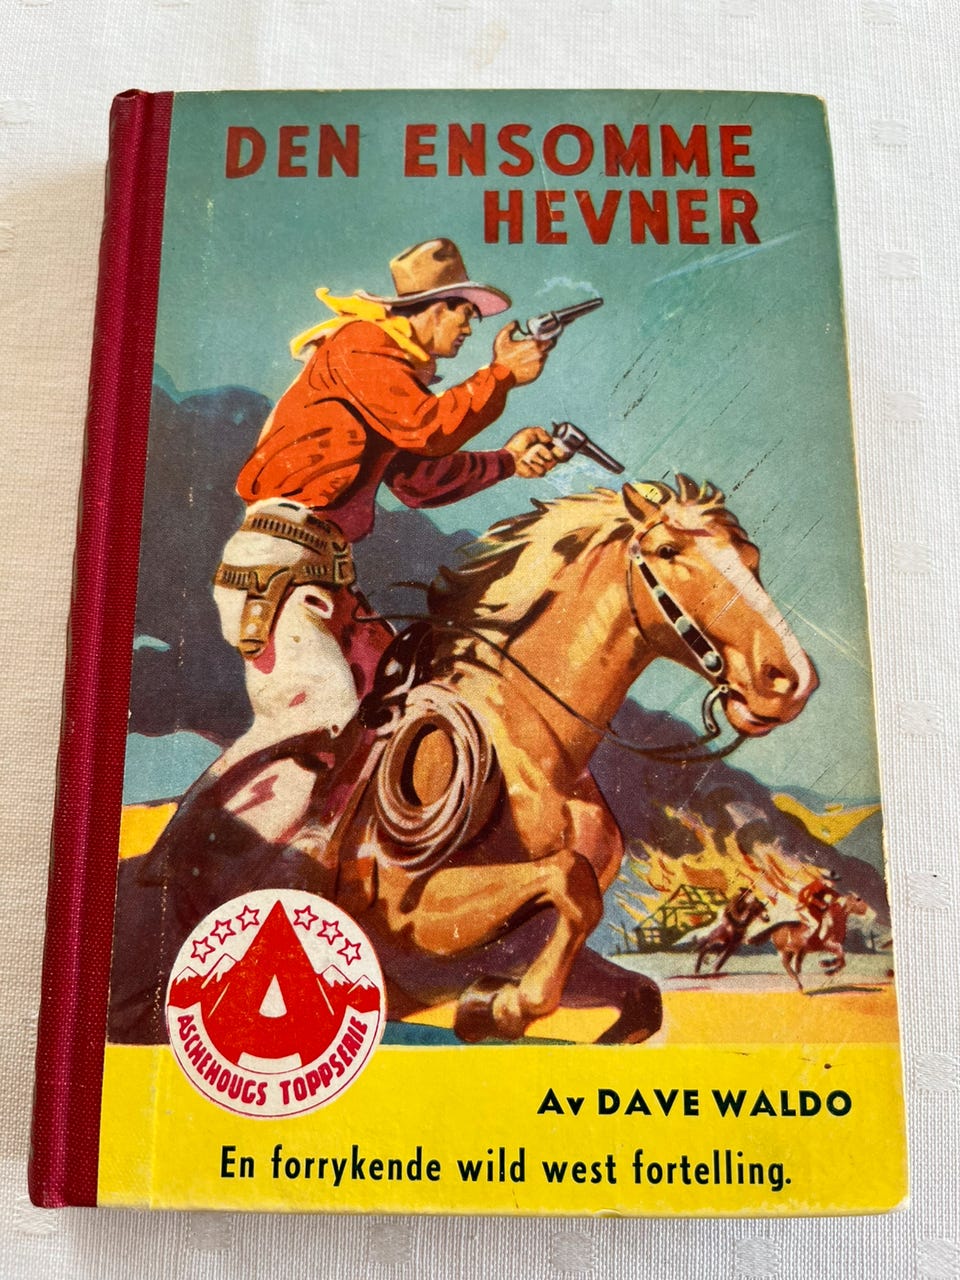 DEN ENSOMME
HEVNER
A
ASCHEHOUGS TOPPSERIE
Av DAVE WALDO
En forrykende wild west fortelling.